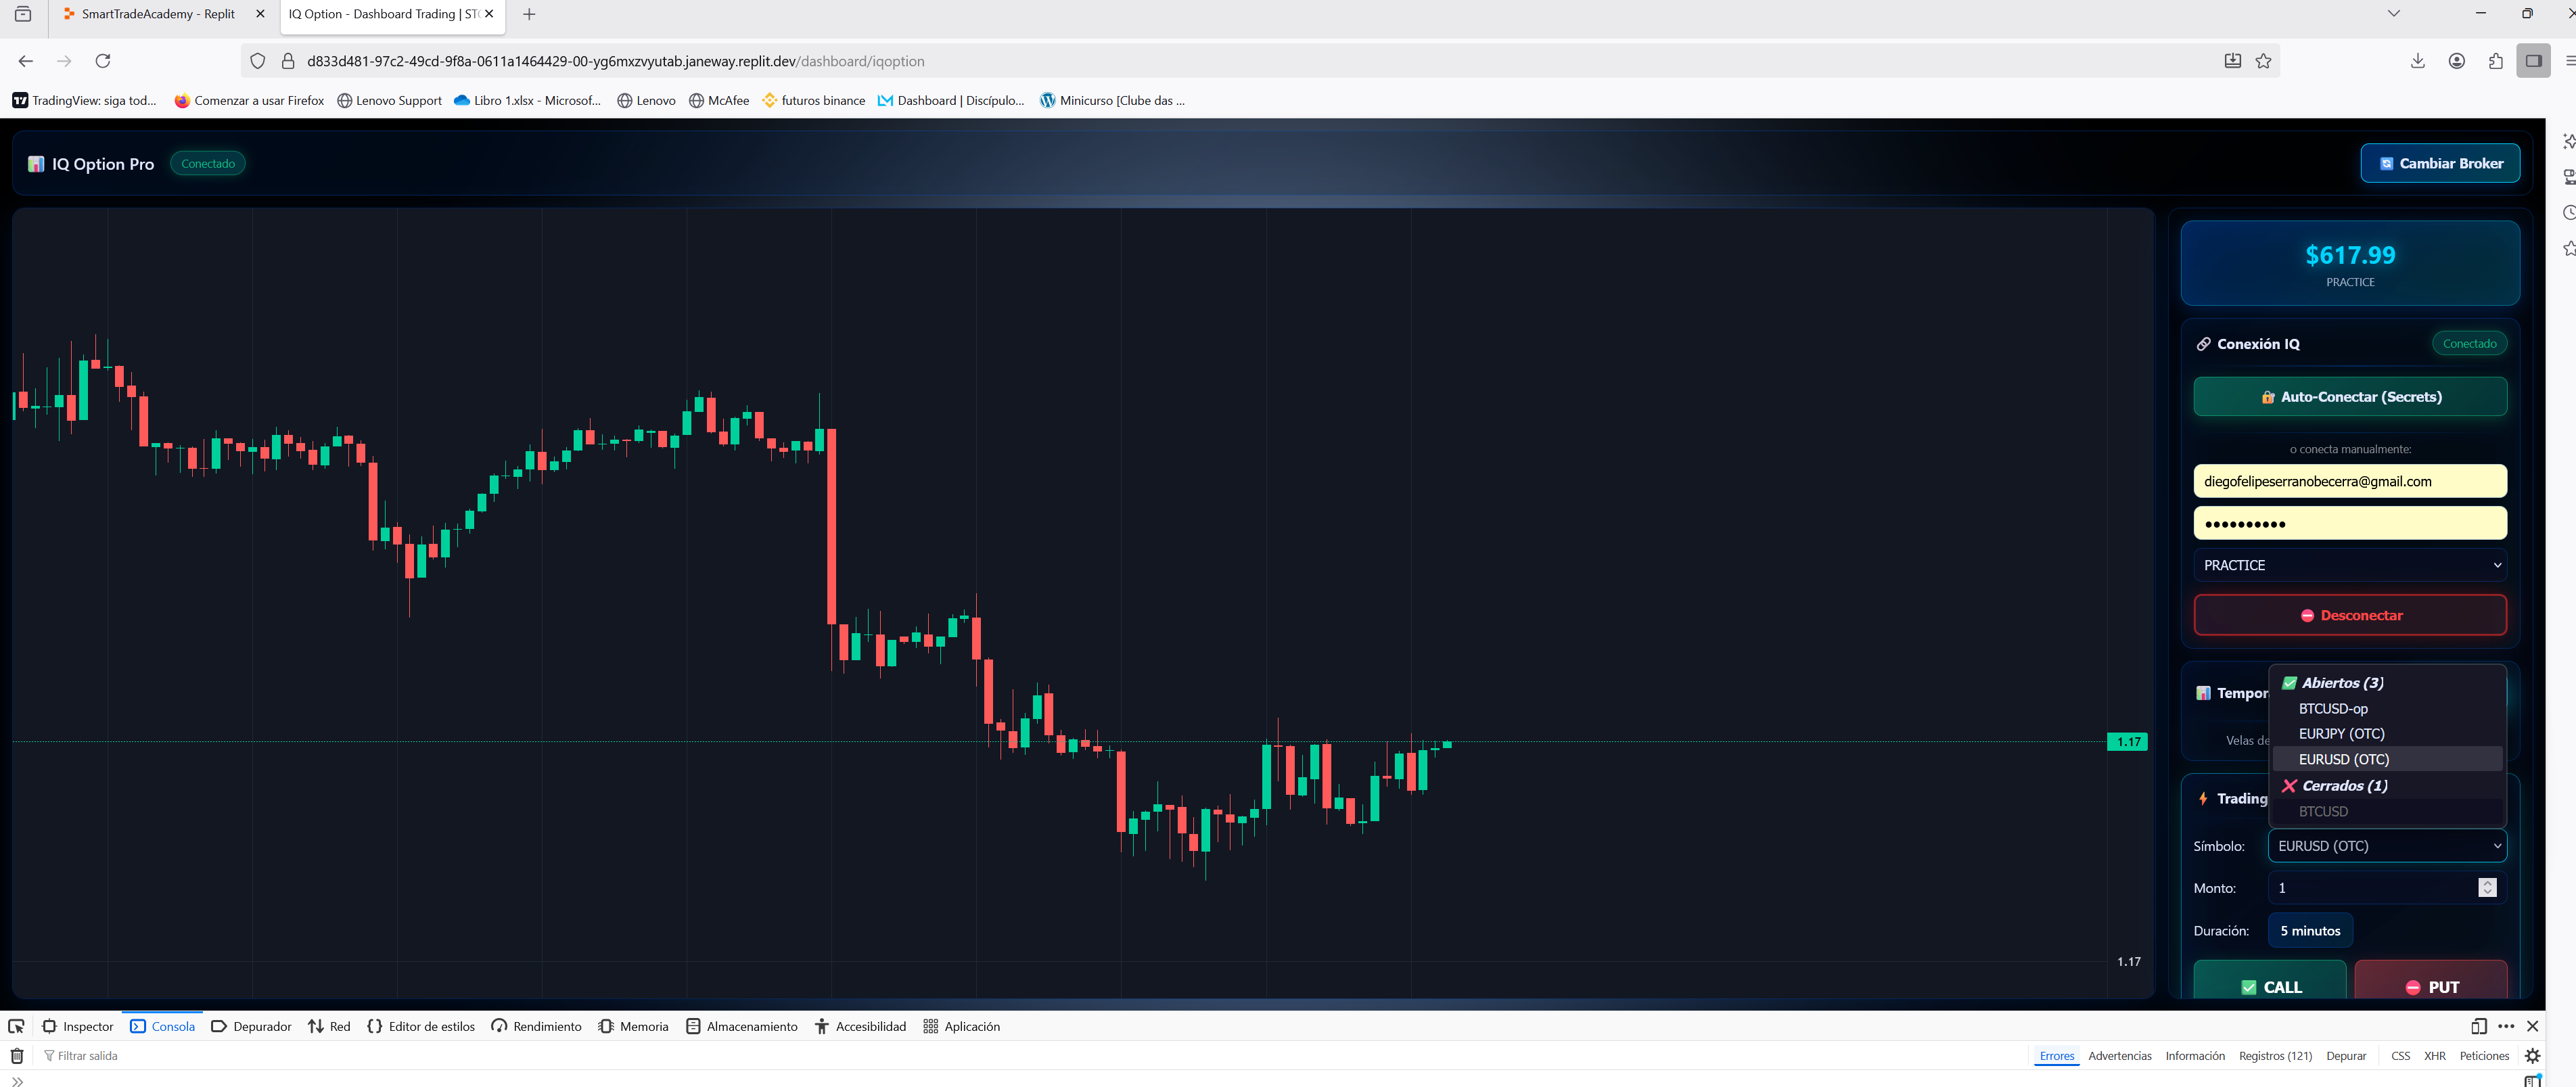 SmartTradeAcademy - Replit
IQ Option - Dashboard Trading | ST
d833d481-97c2-49cd-9f8a-0611a1464429-00-yg6mxzvyutab.janeway.replit.dev/dashboard/iqoption
TradingView: siga tod...
Comenzar a usar Firefox
Lenovo Support
Libro 1.xlsx - Microsof...
Lenovo
McAfee
futuros binance
Dashboard | Discípulo...
Minicurso [Clube das ...
IQ Option Pro
Conectado
Cambiar Broker
$617.99
PRACTICE
Conexión IQ
Conectado
Auto-Conectar (Secrets)
o conecta manualmente:
diegofelipeserranobecerra@gmail.com
PRACTICE
Desconectar
Tempor
Velas de
Abiertos (3)
BTCUSD-op
EURJPY (OTC)
EURUSD (OTC)
Cerrados (1)
BTCUSD
Trading
Símbolo:
EURUSD (OTC)
Monto:
1
Duración:
5 minutos
CALL
PUT
1.17
1.17
Inspector
Consola
Depurador
Red
Editor de estilos
Rendimiento
Memoria
Almacenamiento
Accesibilidad
Aplicación
Filtrar salida
Errores
Advertencias
Información
Registros (121)
Depurar
CSS
XHR
Peticiones